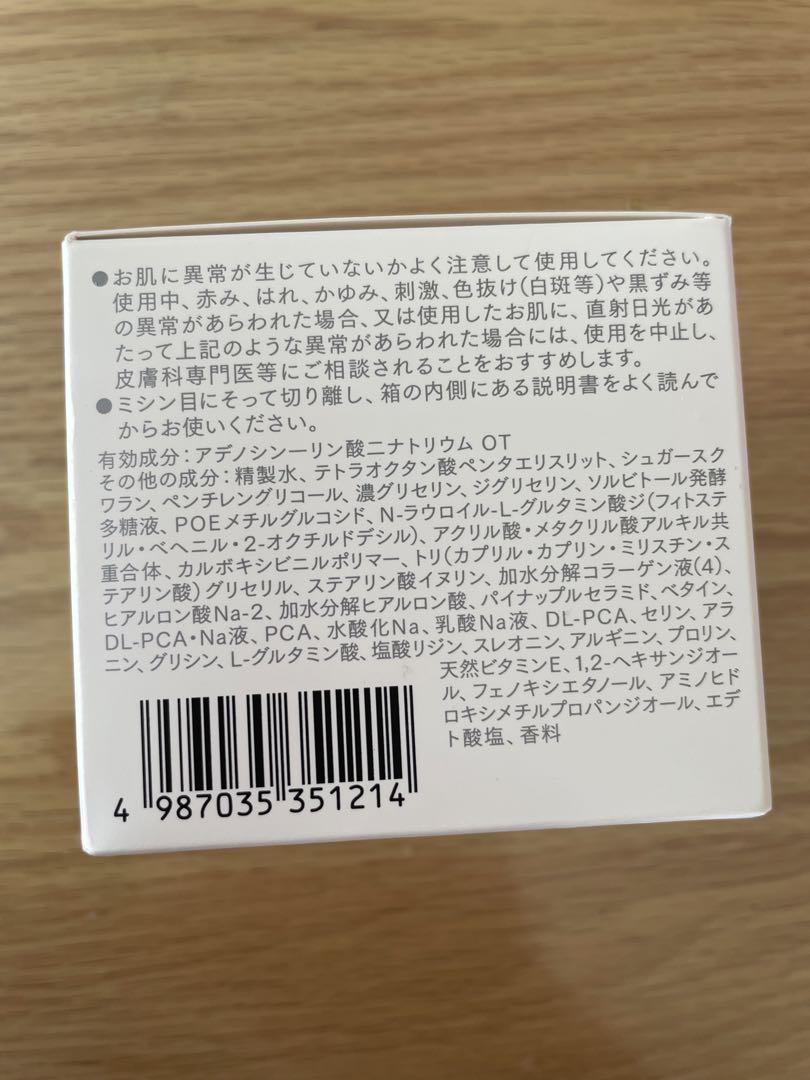 ●お肌に異常が生じていないかよく注意して使用してください。
使用中、赤み、はれ、かゆみ、刺激、色抜け(白斑等)や黒ずみ等
の異常があらわれた場合、又は使用したお肌に、直射日光があ
たって上記のような異常があらわれた場合には、使用を中止し、
皮膚科専門医等にご相談されることをおすすめします。
●ミシン目にそって切り離し、箱の内側にある説明書をよく読んで
からお使いください。
有効成分:アデノシン一リン酸二ナトリウム OT
その他の成分:精製水、テトラオクタン酸ペンタエリスリット、シュガースク
ワラン、ペンチレングリコール、濃グリセリン、ジグリセリン、ソルビトール発酵
多糖液、POEメチルグルコシド、N-ラウロイル-L-グルタミン酸ジ(フィトステ
リル・ベヘニル・2-オクチルドデシル)、アクリル酸・メタクリル酸アルキル共
重合体、カルボキシビニルポリマー、トリ(カプリル・カプリン・ミリスチン・ス
テアリン酸)グリセリル、ステアリン酸イヌリン、加水分解コラーゲン液(4)、
ヒアルロン酸Na-2、加水分解ヒアルロン酸、パイナップルセラミド、ベタイン、
DL-PCA・Na液、PCA、水酸化Na、乳酸Na液、DL-PCA、セリン、アラ
ニン、グリシン、L-グルタミン酸、塩酸リジン、スレオニン、アルギニン、プロリン、
天然ビタミンE、1,2-ヘキサンジオー
ル、フェノキシエタノール、アミノヒド
ロキシメチルプロパンジオール、エデ
ト酸塩、香料
4 987035 351214